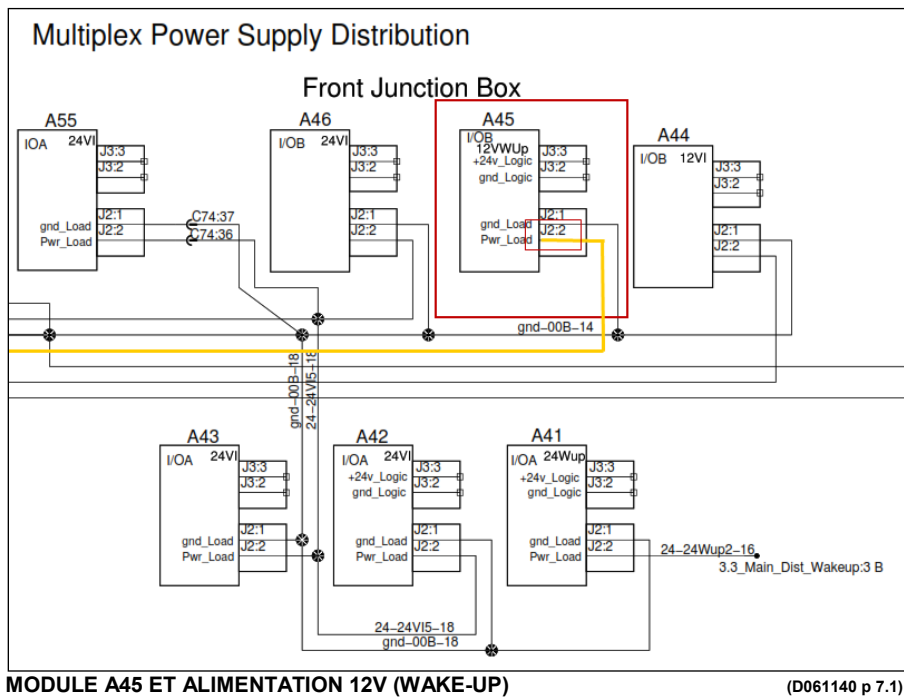 Multiplex Power Supply Distribution
Front Junction Box
A55
IOA 24VI
J3:3
J3:2
J2:1
gnd_Load
J2:2
Pwr_Load
C74:37
C74:36
A46
I/OB 24VI
J3:3
J3:2
J2:1
J2:2
A45
I/OB
12VWUp
+24v_Logic
J3:3
J3:2
gnd_Logic
J2:1
gnd_Load
J2:2
Pwr_Load
A44
I/OB 12VI
J3:3
J3:2
J2:1
J2:2
gnd-00B-14
gnd-00B-18
24-24VI5-18
A43
I/OA 24VI
J3:3
J3:2
J2:1
gnd_Load
J2:2
Pwr_Load
A42
I/OA 24VI
J3:3
+24v_Logic
J3:2
gnd_Logic
J2:1
gnd_Load
J2:2
Pwr_Load
A41
I/OA 24Wup
J3:3
+24v_Logic
J3:2
gnd_Logic
J2:1
gnd_Load
J2:2
Pwr_Load
24-24Wup2-16
3.3_Main_Dist_Wakeup:3 B
24-24VI5-18
gnd-00B-18
MODULE A45 ET ALIMENTATION 12V (WAKE-UP) (D061140 p 7.1)